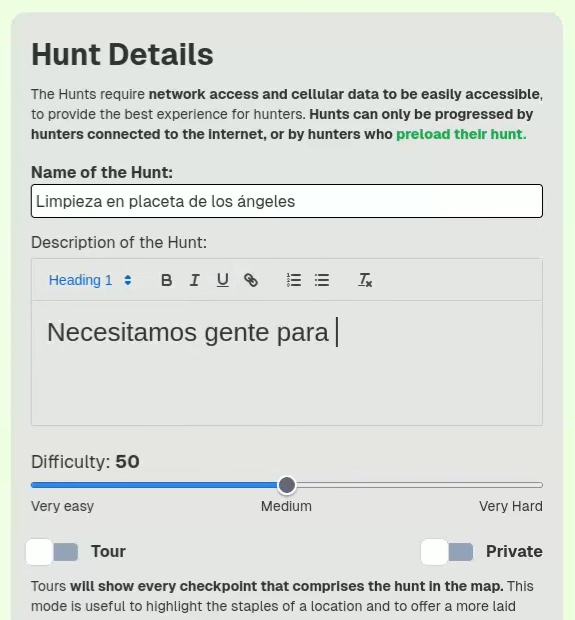 Hunt Details
The Hunts require network access and cellular data to be easily accessible,
to provide the best experience for hunters. Hunts can only be progressed by
hunters connected to the internet, or by hunters who preload their hunt.
Name of the Hunt:
Limpieza en placeta de los ángeles
Description of the Hunt:
Heading 1 B I U
Necesitamos gente para
Difficulty: 50
Very easy Medium Very Hard
Tour Private
Tours will show every checkpoint that comprises the hunt in the map. This
mode is useful to highlight the staples of a location and to offer a more laid